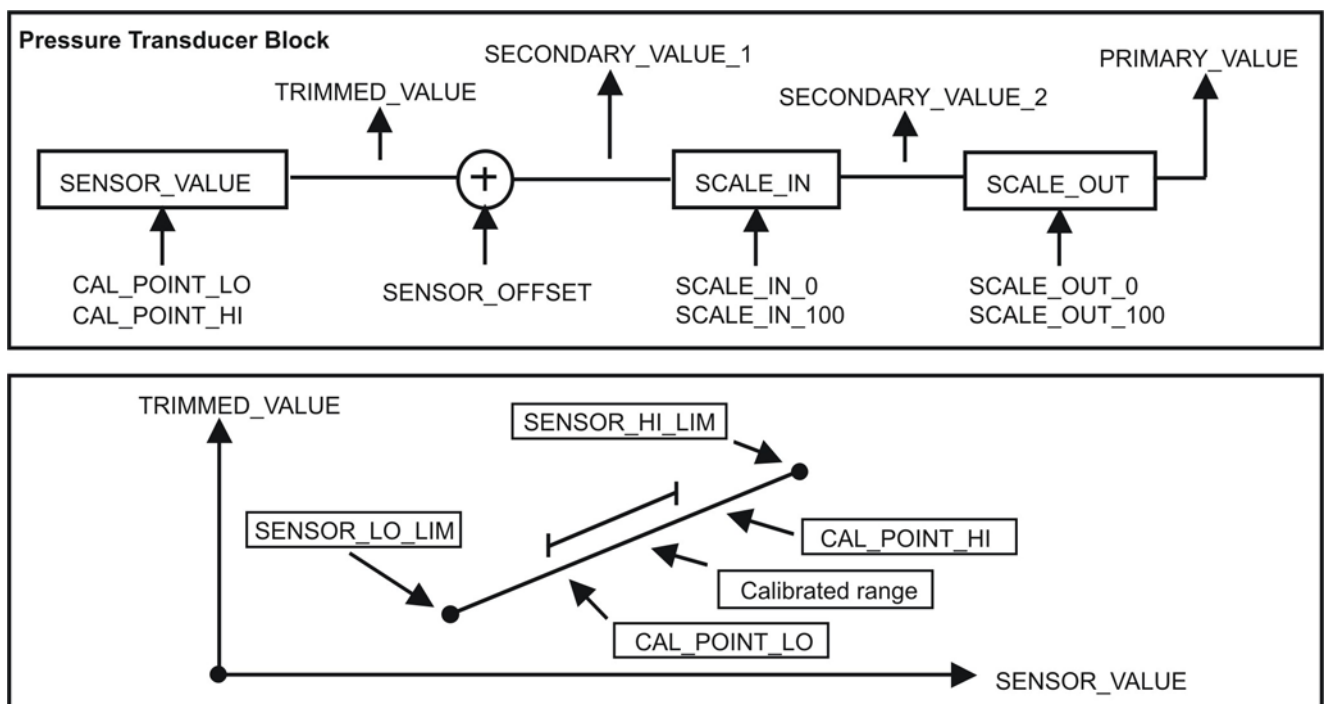 Pressure Transducer Block
SECONDARY_VALUE_1
PRIMARY_VALUE
TRIMMED_VALUE
SECONDARY_VALUE_2
SENSOR_VALUE
+
SCALE_IN
SCALE_OUT
CAL_POINT_LO
CAL_POINT_HI
SENSOR_OFFSET
SCALE_IN_0
SCALE_IN_100
SCALE_OUT_0
SCALE_OUT_100
TRIMMED_VALUE
SENSOR_HI_LIM
SENSOR_LO_LIM
CAL_POINT_HI
Calibrated range
CAL_POINT_LO
SENSOR_VALUE